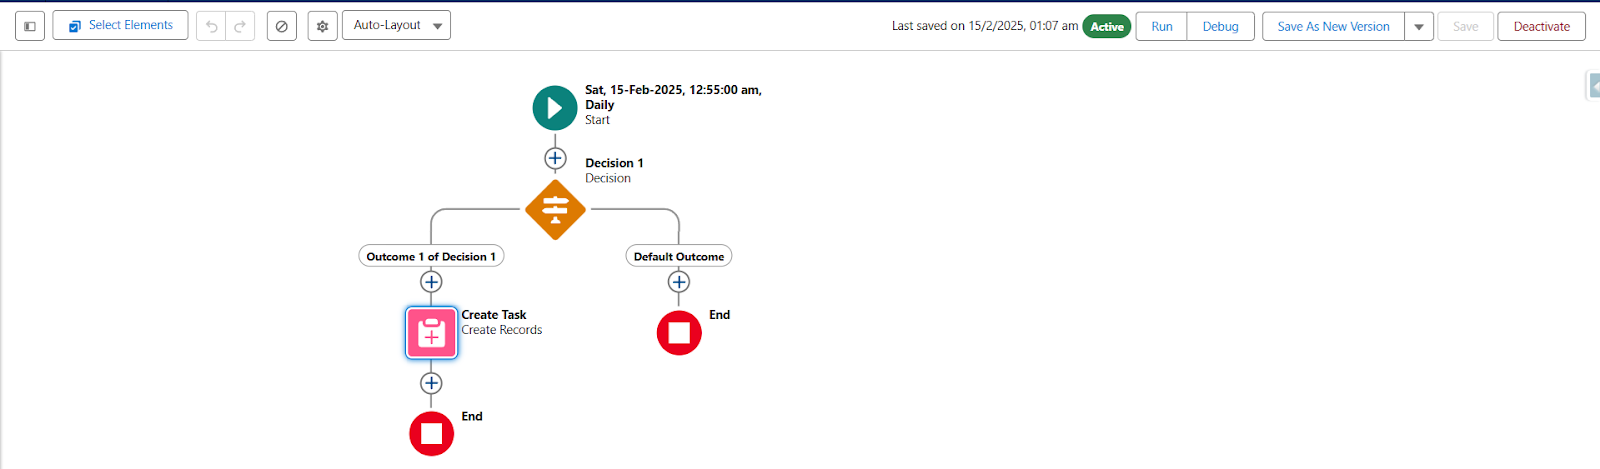 Select Elements
Auto-Layout
Last saved on 15/2/2025, 01:07 am
Active
Run
Debug
Save As New Version
Save
Deactivate
Sat, 15-Feb-2025, 12:55:00 am,
Daily
Start
Decision 1
Decision
Outcome 1 of Decision 1
Default Outcome
Create Task
Create Records
End
End